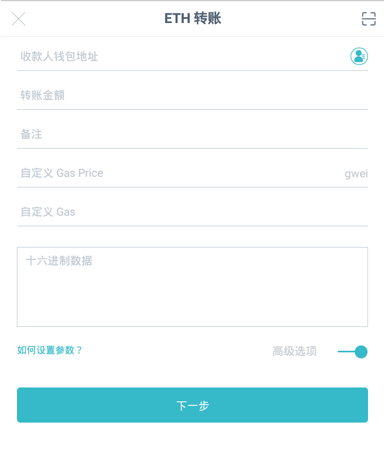 ETH 转账
收款人钱包地址
转账金额
备注
自定义 Gas Price gwei
自定义 Gas
十六进制数据
如何设置参数？ 高级选项
下一步